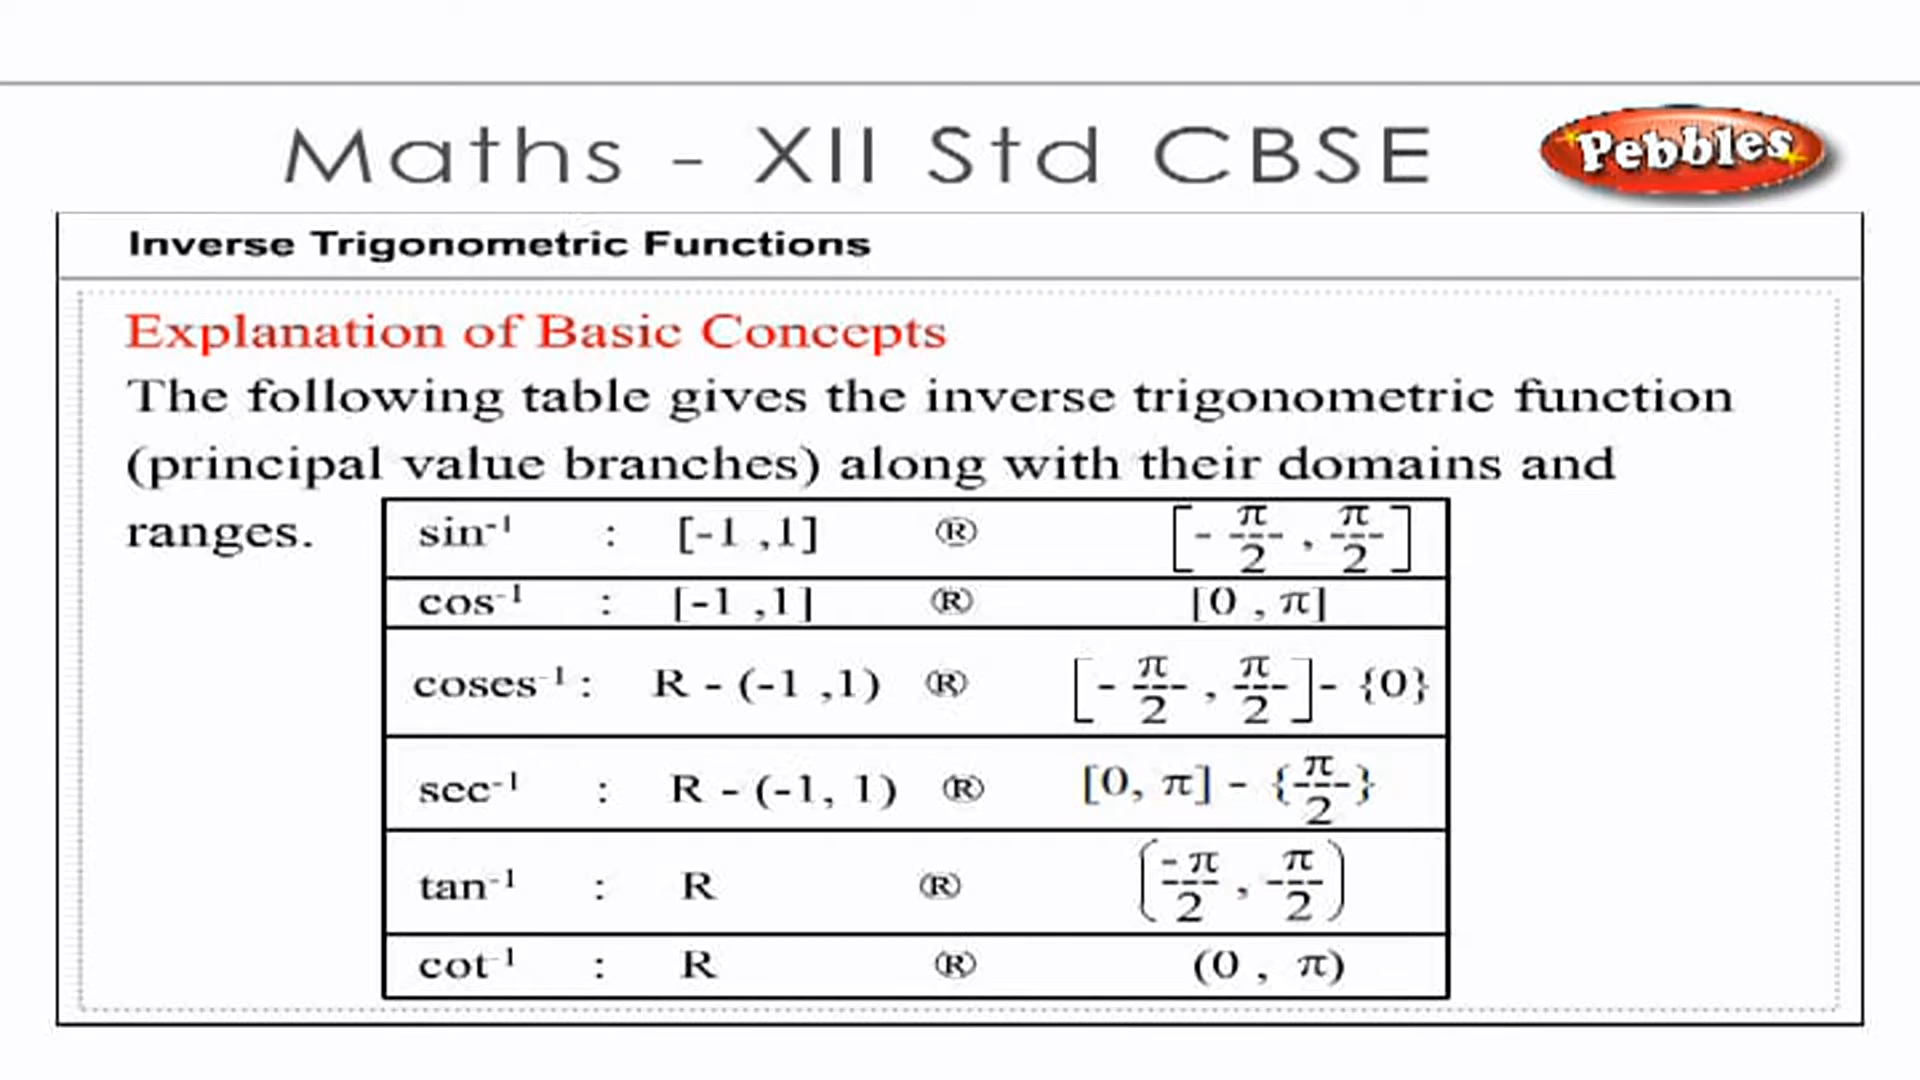 Maths - XII Std CBSE
Pebbles
Inverse Trigonometric Functions
Explanation of Basic Concepts
The following table gives the inverse trigonometric function
(principal value branches) along with their domains and
ranges.
sin⁻¹ : [-1 ,1] ® [-π/2 , π/2]
cos⁻¹ : [-1 ,1] ® [0 , π]
coses⁻¹ : R - (-1 ,1) ® [-π/2 , π/2] - {0}
sec⁻¹ : R - (-1, 1) ® [0, π] - {π/2}
tan⁻¹ : R ® (-π/2 , π/2)
cot⁻¹ : R ® (0 , π)